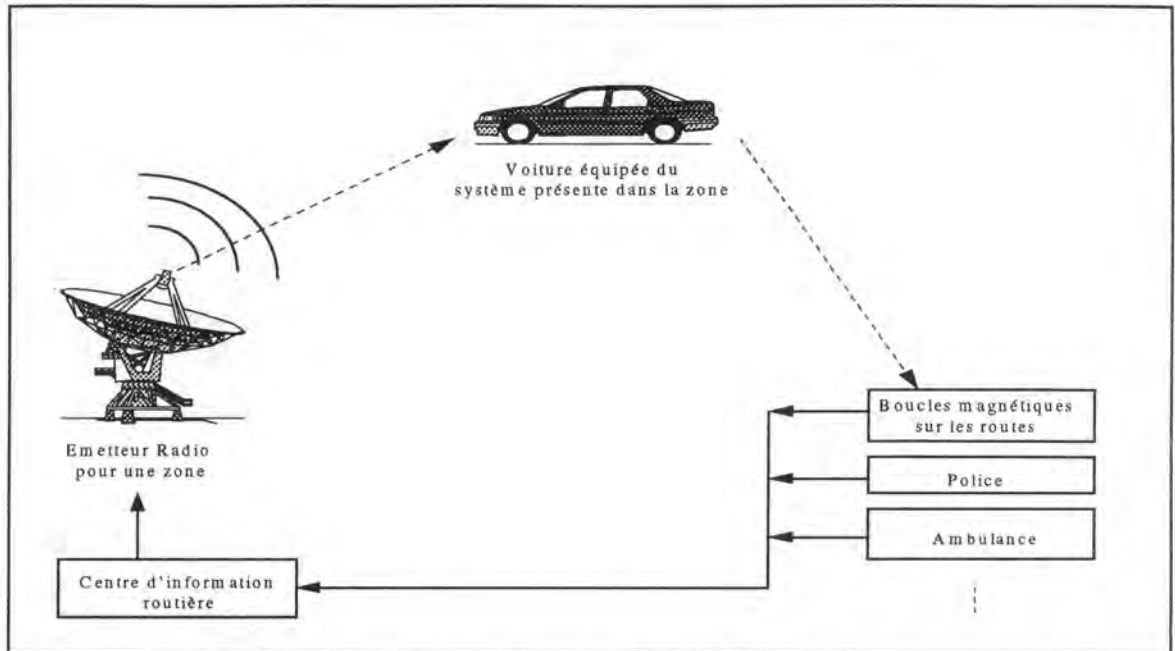 Voiture équipée du
système présente dans la zone
Emetteur Radio
pour une zone
Boucles magnétiques
sur les routes
Police
Ambulance
Centre d'information
routière